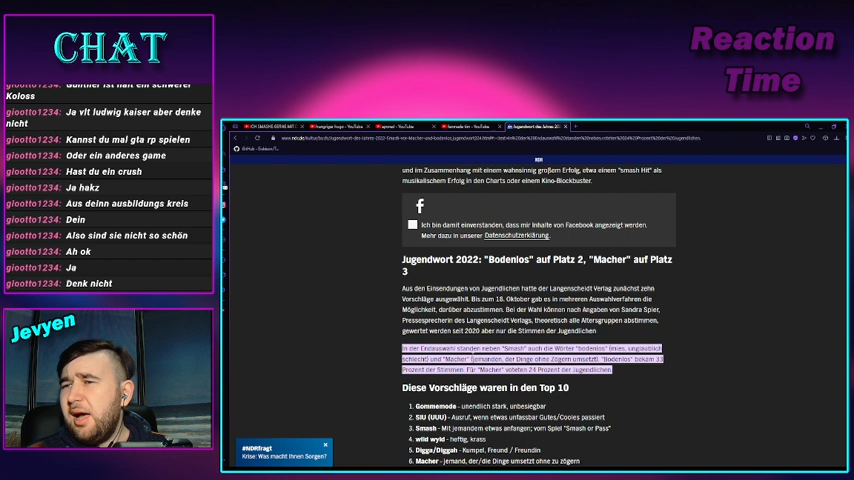 CHAT
Reaction
Time
Koloss
giootto1234: Ja vlt ludwig kaiser aber denke
nicht
giootto1234: Kannst du mal gta rp spielen
giootto1234: Oder ein anderes game
giootto1234: Hast du ein crush
giootto1234: Ja hakz
giootto1234: Aus deinn ausbildungs kreis
giootto1234: Dein
giootto1234: Also sind sie nicht so schön
giootto1234: Ah ok
giootto1234: Ja
giootto1234: Denk nicht
Jevyen
und im Zusammenhang mit einem wahnsinnig großem Erfolg, etwa einem "smash Hit" als
musikalischem Erfolg in den Charts oder einem Kino-Blockbuster.
Ich bin damit einverstanden, dass mir Inhalte von Facebook angezeigt werden.
Mehr dazu in unserer Datenschutzerklärung.
Jugendwort 2022: "Bodenlos" auf Platz 2, "Macher" auf Platz
3
Aus den Einsendungen von Jugendlichen hatte der Langenscheidt Verlag zunächst zehn
Vorschläge ausgewählt. Bis zum 18. Oktober gab es in mehreren Auswahlverfahren die
Möglichkeit, darüber abzustimmen. Bei der Wahl können nach Angaben von Sandra Spier,
Pressesprecherin des Langenscheidt Verlags, theoretisch alle Altersgruppen abstimmen,
gewertet werden seit 2020 aber nur die Stimmen der Jugendlichen
In der Endauswahl standen neben "Smash" auch die Wörter "bodenlos" (mies, unglaublich
schlecht) und "Macher" (jemanden, der Dinge ohne Zögern umsetzt). "Bodenlos" bekam 33
Prozent der Stimmen. Für "Macher" voteten 24 Prozent der Jugendlichen.
Diese Vorschläge waren in den Top 10
1. Gommemode - unendlich stark, unbesiegbar
2. SIU (UUU) - Ausruf, wenn etwas unfassbar Gutes/Cooles passiert
3. Smash - Mit jemandem etwas anfangen; vom Spiel "Smash or Pass"
4. wild wyld - heftig, krass
5. Digga/Diggah - Kumpel, Freund / Freundin
6. Macher - jemand, der/die Dinge umsetzt ohne zu zögern
#NDRfragt
Krise: Was macht Ihnen Sorgen?